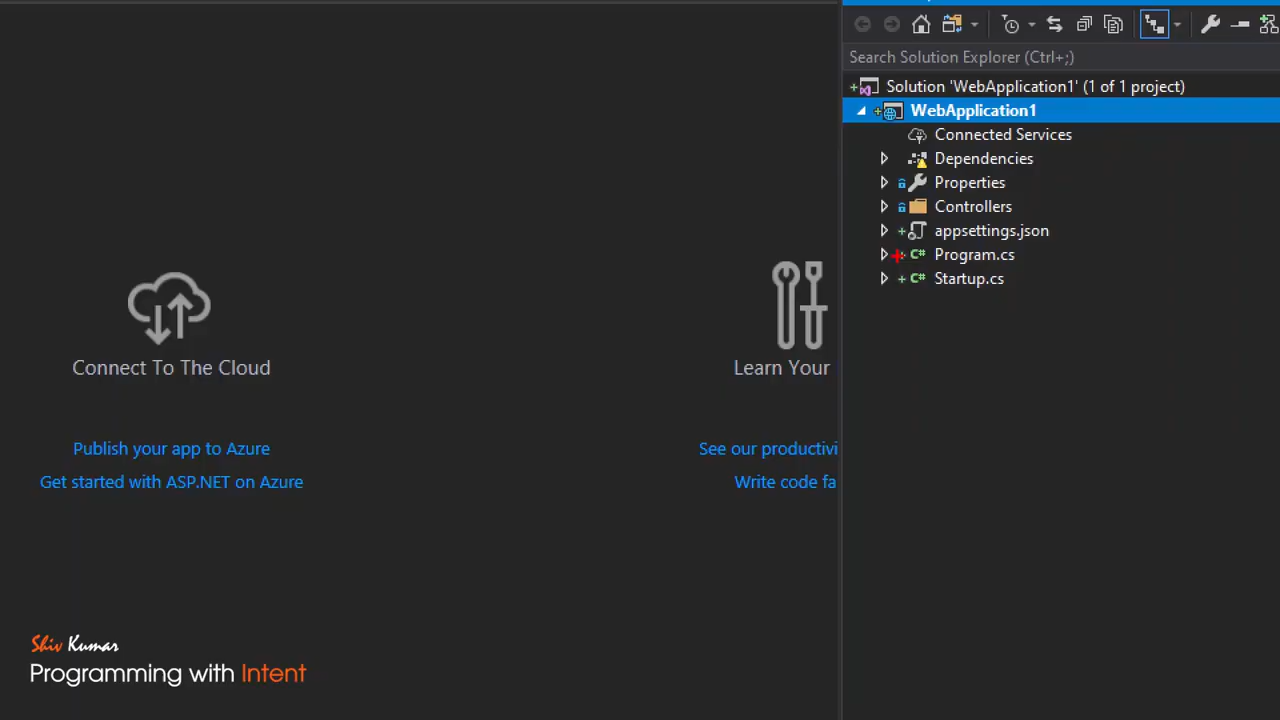 Search Solution Explorer (Ctrl+;)
Solution 'WebApplication1' (1 of 1 project)
WebApplication1
Connected Services
Dependencies
Properties
Controllers
appsettings.json
C# Program.cs
C# Startup.cs
Connect To The Cloud
Publish your app to Azure
Get started with ASP.NET on Azure
Learn Your
See our productivi
Write code fa
Shiv Kumar
Programming with Intent